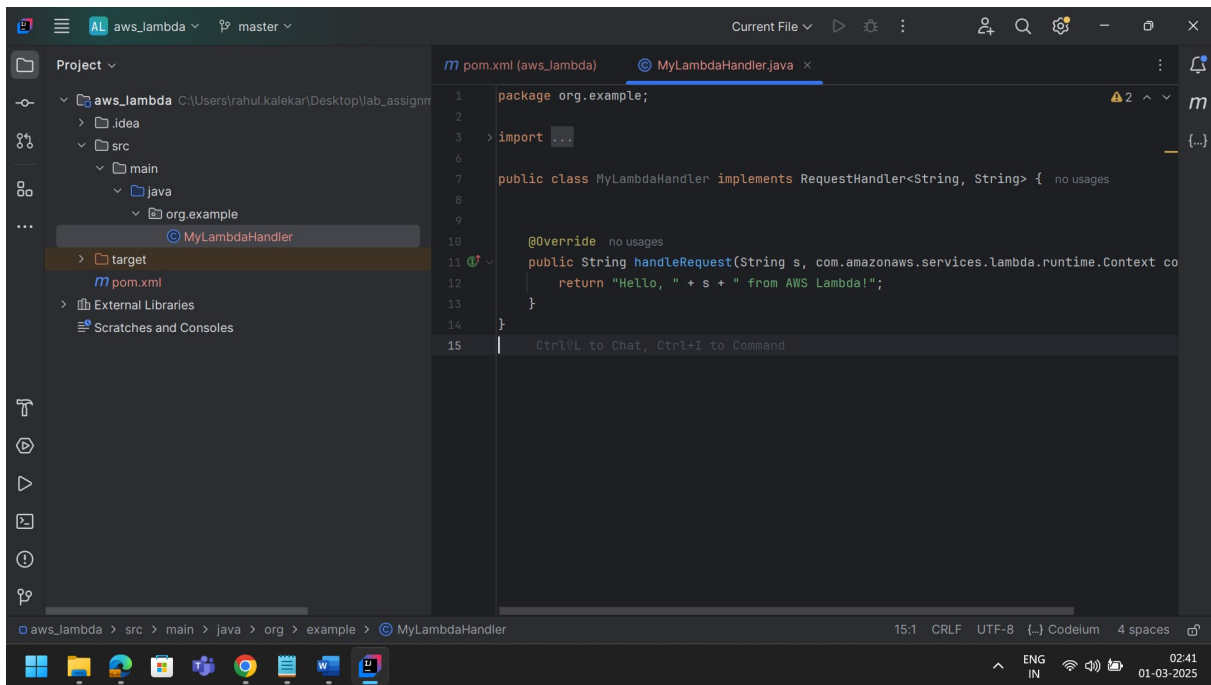 AL aws_lambda master Current File
Project
pom.xml (aws_lambda) MyLambdaHandler.java
aws_lambda C:\Users\rahul.kalekar\Desktop\lab_assignm
.idea
src
main
java
org.example
MyLambdaHandler
target
pom.xml
External Libraries
Scratches and Consoles
1 package org.example;
2
3 import ...
6
7 public class MyLambdaHandler implements RequestHandler<String, String> { no usages
8
9
10 @Override no usages
11 public String handleRequest(String s, com.amazonaws.services.lambda.runtime.Context co
12 return "Hello, " + s + " from AWS Lambda!";
13 }
14 }
15 Ctrl+L to Chat, Ctrl+I to Command
2
m
{...}
aws_lambda > src > main > java > org > example > MyLambdaHandler 15:1 CRLF UTF-8 {...} Codeium 4 spaces
ENG
IN
02:41
01-03-2025